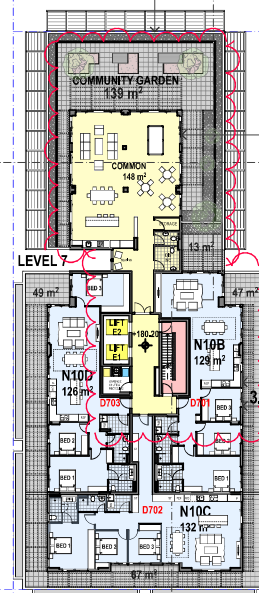 COMMUNITY GARDEN
139 m²
COMMON
148 m²
STORAGE
13 m²
LEVEL 7
49 m²
BED 3
47 m²
LIFT
E2
LIFT
E1
180.20
N10B
129 m²
N10D
126 m²
D703
D701
BED 3
BED 2
BED 2
BED 1
BED 1
D702
N10C
132 m²
BED 1
BED 2
BED 3
67 m²